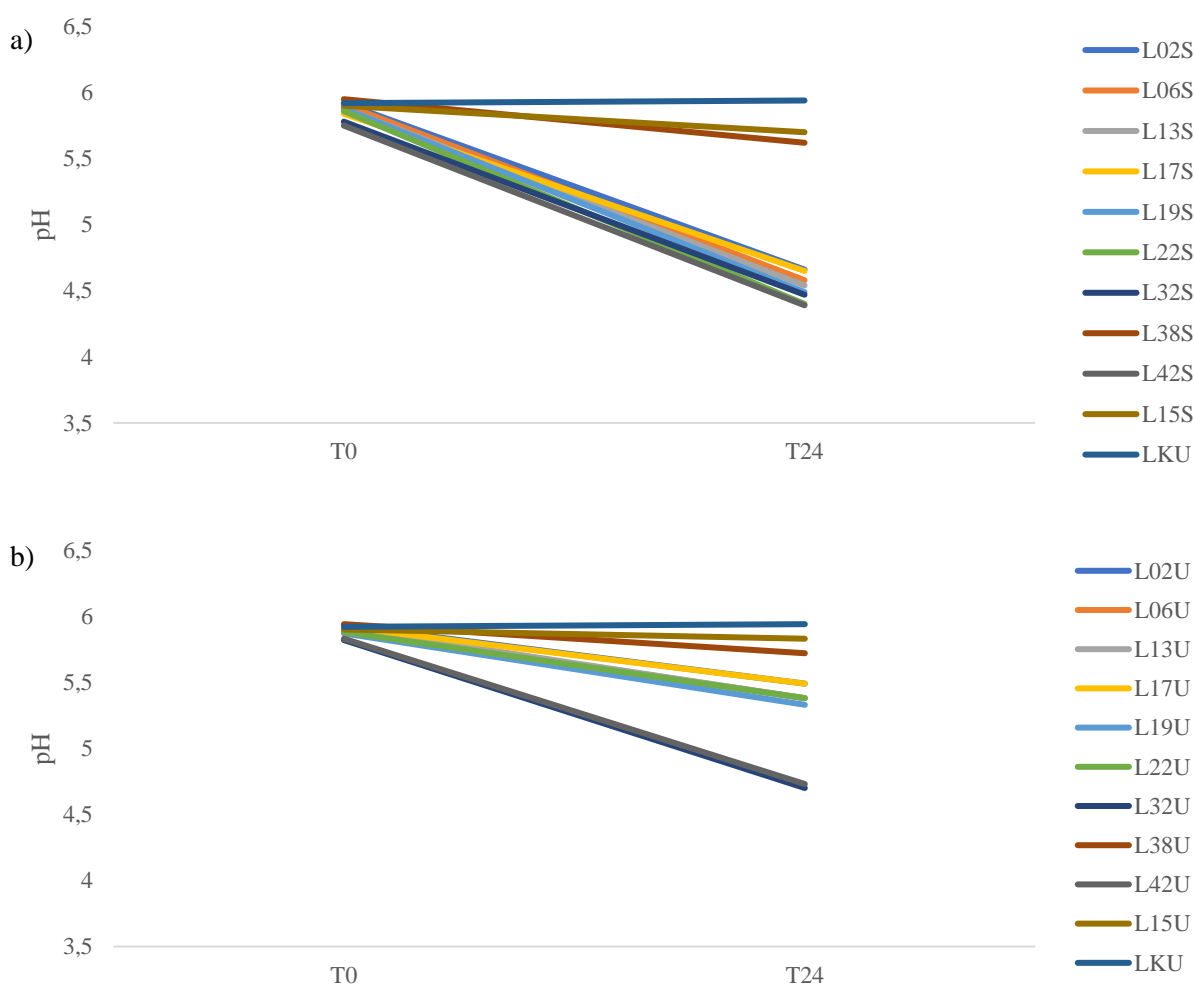 a)
6,5
6
5,5
5
4,5
4
3,5
pH
T0
T24
L02S
L06S
L13S
L17S
L19S
L22S
L32S
L38S
L42S
L15S
LKU
b)
6,5
6
5,5
5
4,5
4
3,5
pH
T0
T24
L02U
L06U
L13U
L17U
L19U
L22U
L32U
L38U
L42U
L15U
LKU